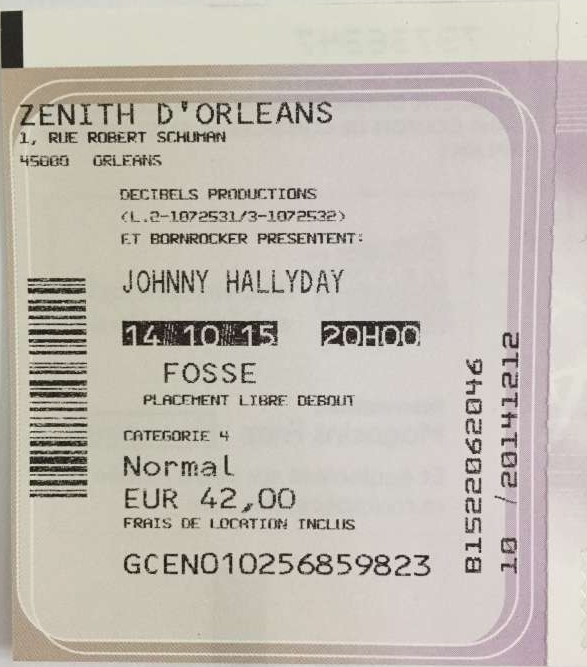 ZENITH D'ORLEANS
1, RUE ROBERT SCHUMAN
45000 ORLEANS
DECIBELS PRODUCTIONS
(L.2-1072531/3-1072532)
ET BORNROCKER PRESENTENT:
JOHNNY HALLYDAY
14 10 15 20H00
FOSSE
PLACEMENT LIBRE DEBOUT
CATEGORIE 4
Normal
EUR 42,00
FRAIS DE LOCATION INCLUS
GCEN010256859823
B1522062046
10 /20141212